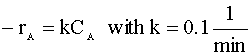 − r_A = kC_A with k = 0.1 1/min